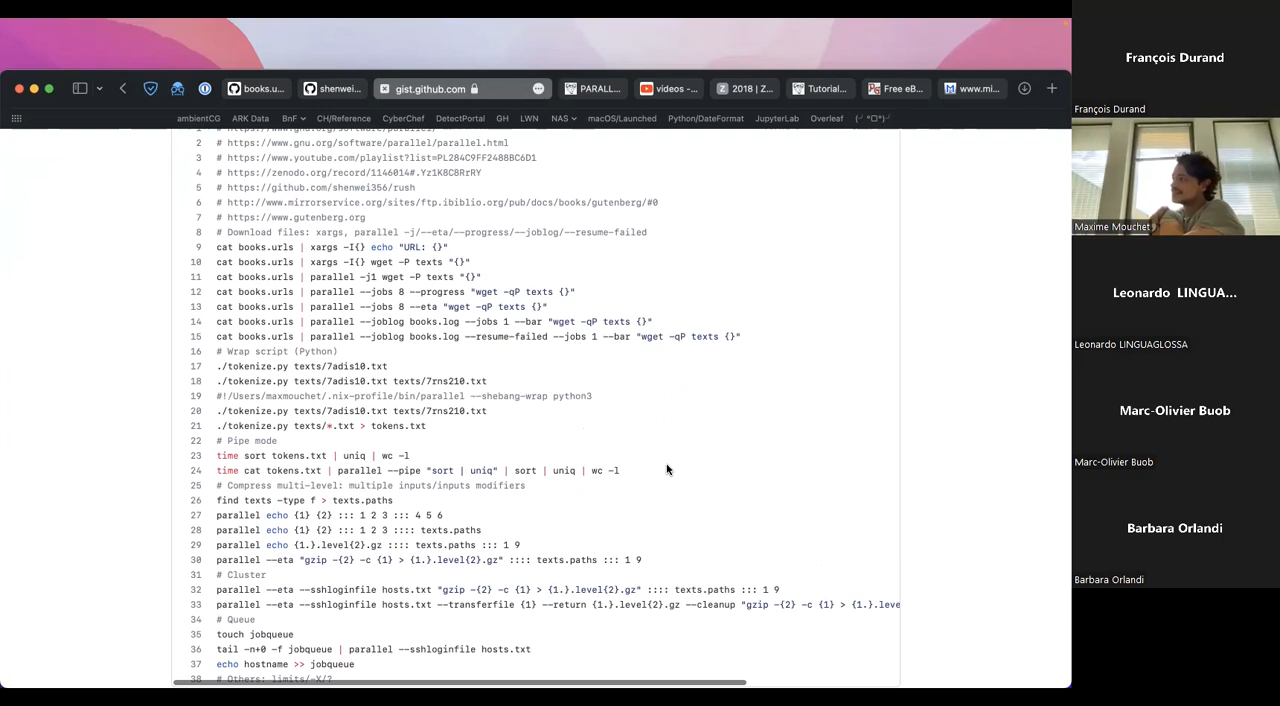 books.u...
shenwei...
gist.github.com
PARALL...
videos -...
2018 | Z...
Tutorial...
Free eB...
www.mi...
ambientCG
ARK Data
BnF
CH/Reference
CyberChef
DetectPortal
GH
LWN
NAS
macOS/Launched
Python/DateFormat
JupyterLab
Overleaf
2 # https://www.gnu.org/software/parallel/parallel.html
3 # https://www.youtube.com/playlist?list=PL284C9FF2488BC6D1
4 # https://zenodo.org/record/1146014#.Yz1K8C8RrRY
5 # https://github.com/shenwei356/rush
6 # http://www.mirrorservice.org/sites/ftp.ibiblio.org/pub/docs/books/gutenberg/#0
7 # https://www.gutenberg.org
8 # Download files: xargs, parallel -j/--eta/--progress/--joblog/--resume-failed
9 cat books.urls | xargs -I{} echo "URL: {}"
10 cat books.urls | xargs -I{} wget -P texts "{}"
11 cat books.urls | parallel -j1 wget -P texts "{}"
12 cat books.urls | parallel --jobs 8 --progress "wget -qP texts {}"
13 cat books.urls | parallel --jobs 8 --eta "wget -qP texts {}"
14 cat books.urls | parallel --joblog books.log --jobs 1 --bar "wget -qP texts {}"
15 cat books.urls | parallel --joblog books.log --resume-failed --jobs 1 --bar "wget -qP texts {}"
16 # Wrap script (Python)
17 ./tokenize.py texts/7adis10.txt
18 ./tokenize.py texts/7adis10.txt texts/7rns210.txt
19 #!/Users/maxmouchet/.nix-profile/bin/parallel --shebang-wrap python3
20 ./tokenize.py texts/7adis10.txt texts/7rns210.txt
21 ./tokenize.py texts/*.txt > tokens.txt
22 # Pipe mode
23 time sort tokens.txt | uniq | wc -l
24 time cat tokens.txt | parallel --pipe "sort | uniq" | sort | uniq | wc -l
25 # Compress multi-level: multiple inputs/inputs modifiers
26 find texts -type f > texts.paths
27 parallel echo {1} {2} ::: 1 2 3 ::: 4 5 6
28 parallel echo {1} {2} ::: 1 2 3 :::: texts.paths
29 parallel echo {1.}.level{2}.gz :::: texts.paths ::: 1 9
30 parallel --eta "gzip -{2} -c {1} > {1.}.level{2}.gz" :::: texts.paths ::: 1 9
31 # Cluster
32 parallel --eta --sshloginfile hosts.txt "gzip -{2} -c {1} > {1.}.level{2}.gz" :::: texts.paths ::: 1 9
33 parallel --eta --sshloginfile hosts.txt --transferfile {1} --return {1.}.level{2}.gz --cleanup "gzip -{2} -c {1} > {1.}.leve
34 # Queue
35 touch jobqueue
36 tail -n+0 -f jobqueue | parallel --sshloginfile hosts.txt
37 echo hostname >> jobqueue
38 # Others: limits/-X/?
François Durand
François Durand
Maxime Mouchet
Leonardo LINGUA...
Leonardo LINGUAGLOSSA
Marc-Olivier Buob
Marc-Olivier Buob
Barbara Orlandi
Barbara Orlandi